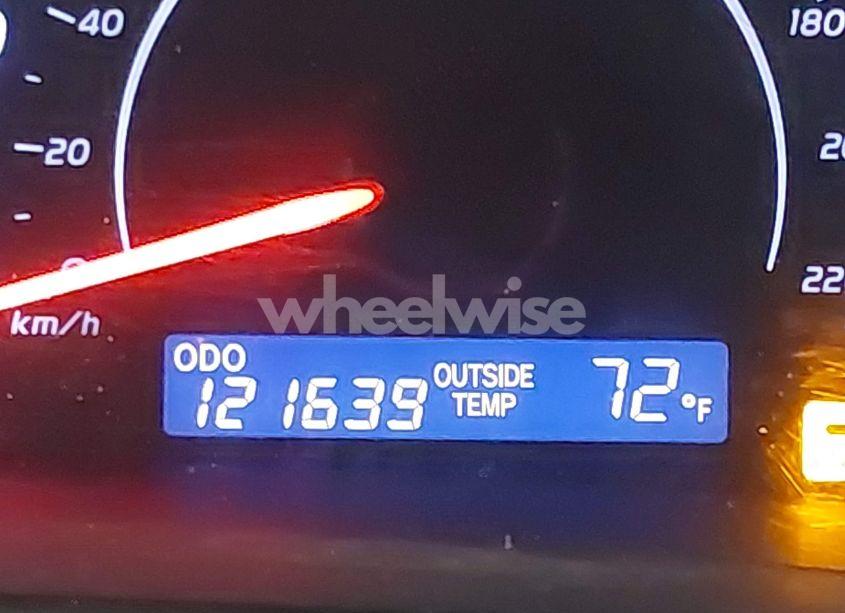 40
180
20
km/h
wheelwise
ODO
121639
OUTSIDE
TEMP
72°F